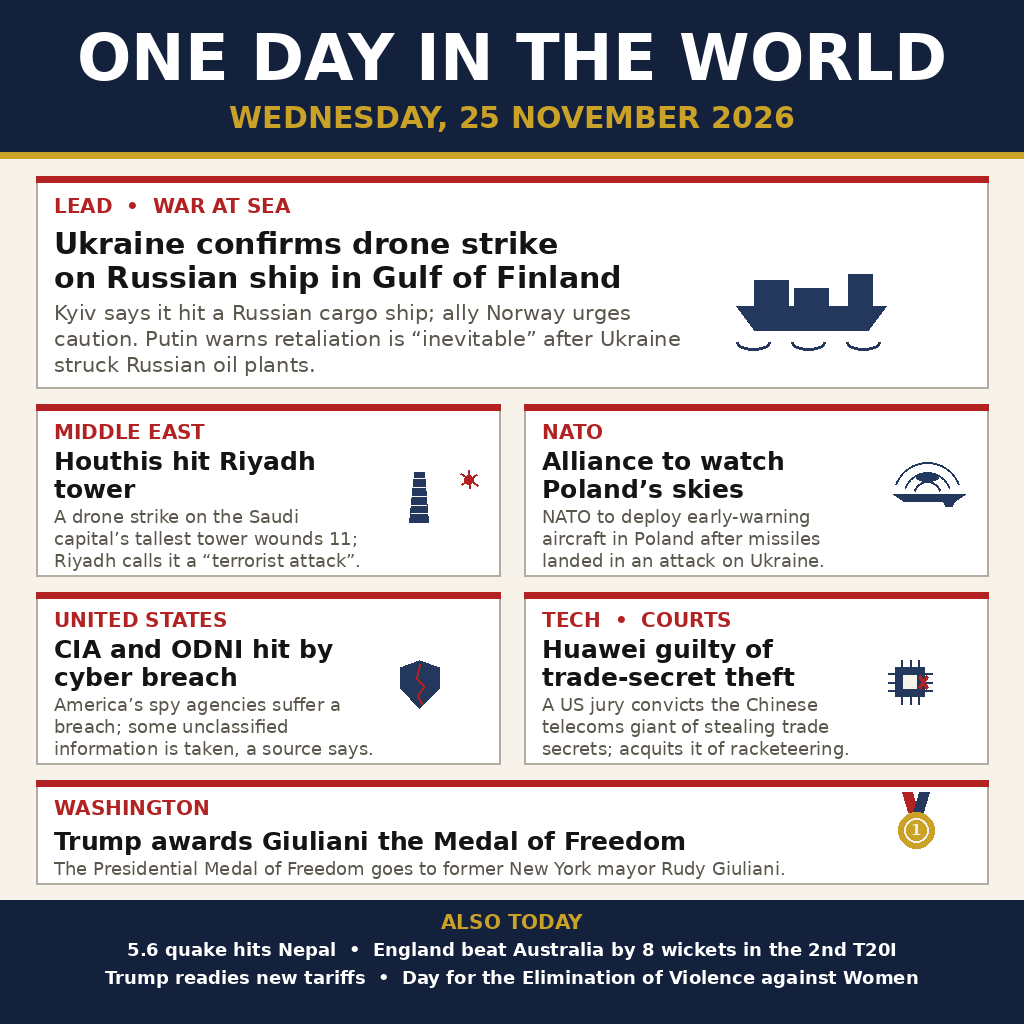 ONE DAY IN THE WORLD
WEDNESDAY, 25 NOVEMBER 2026
LEAD • WAR AT SEA
Ukraine confirms drone strike
on Russian ship in Gulf of Finland
Kyiv says it hit a Russian cargo ship; ally Norway urges
caution. Putin warns retaliation is “inevitable” after Ukraine
struck Russian oil plants.
MIDDLE EAST
Houthis hit Riyadh
tower
A drone strike on the Saudi
capital’s tallest tower wounds 11;
Riyadh calls it a “terrorist attack”.
NATO
Alliance to watch
Poland’s skies
NATO to deploy early-warning
aircraft in Poland after missiles
landed in an attack on Ukraine.
UNITED STATES
CIA and ODNI hit by
cyber breach
America’s spy agencies suffer a
breach; some unclassified
information is taken, a source says.
TECH • COURTS
Huawei guilty of
trade-secret theft
A US jury convicts the Chinese
telecoms giant of stealing trade
secrets; acquits it of racketeering.
WASHINGTON
Trump awards Giuliani the Medal of Freedom
The Presidential Medal of Freedom goes to former New York mayor Rudy Giuliani.
1
ALSO TODAY
5.6 quake hits Nepal • England beat Australia by 8 wickets in the 2nd T20I
Trump readies new tariffs • Day for the Elimination of Violence against Women